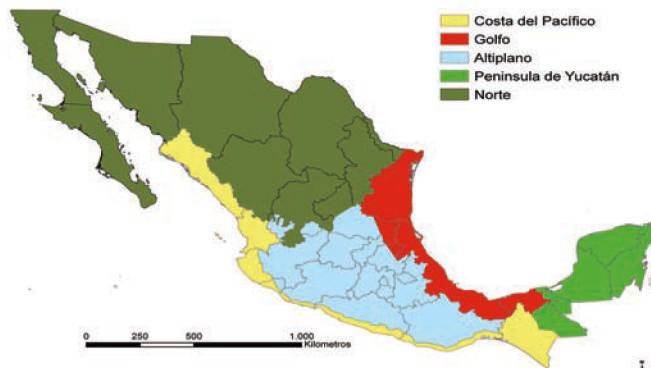 Costa del Pacífico
Golfo
Altiplano
Peninsula de Yucatán
Norte
0 250 500 1.000
Kilometros